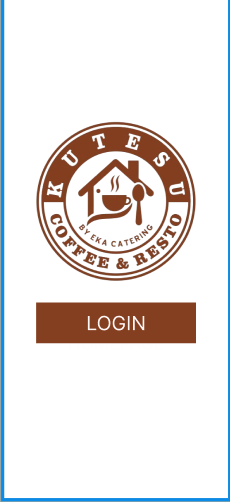 KUTESU
BY EKA CATERING
COFFEE & RESTO
LOGIN